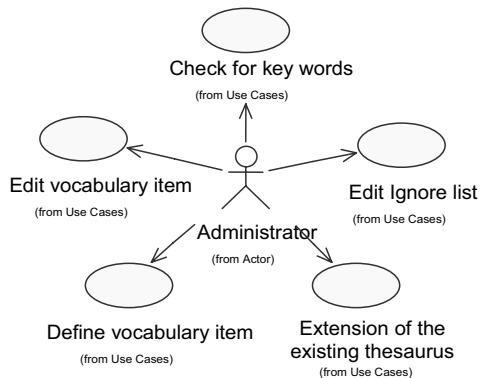 Check for key words
(from Use Cases)
Edit vocabulary item
(from Use Cases)
Edit Ignore list
(from Use Cases)
Administrator
(from Actor)
Define vocabulary item
(from Use Cases)
Extension of the
existing thesaurus
(from Use Cases)